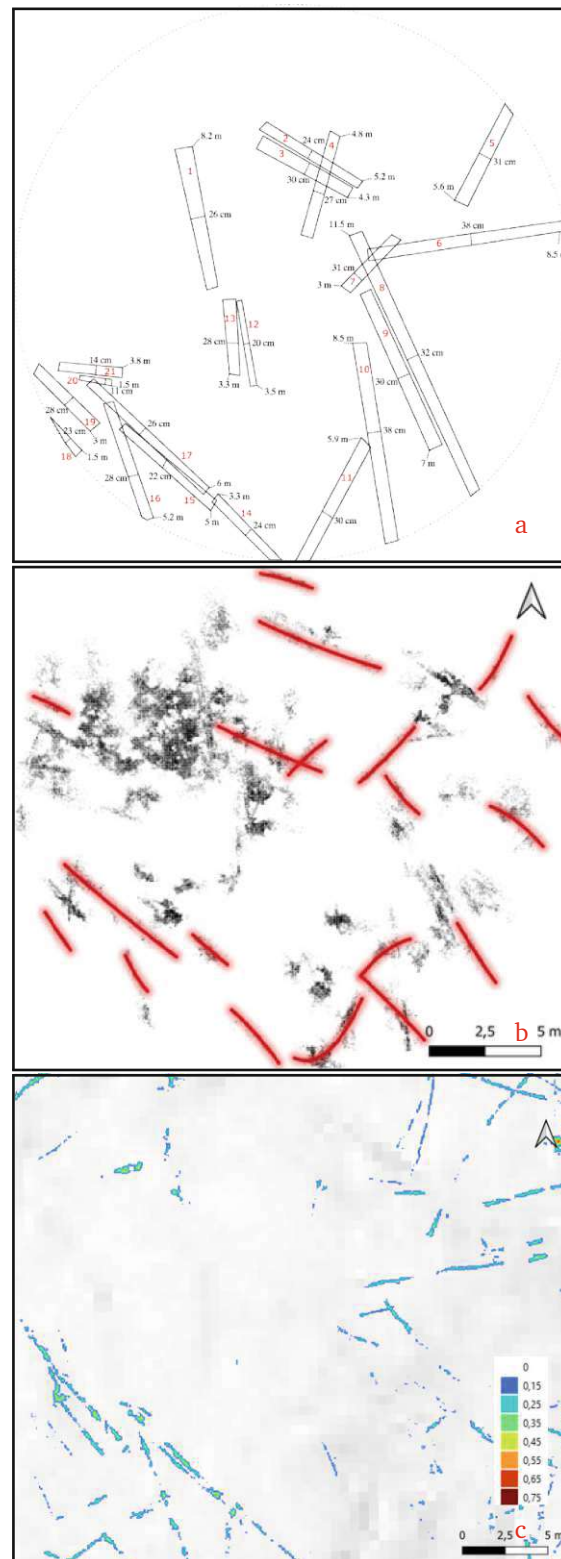 8.2 m
1
26 cm
2
24 cm
4
4.8 m
3
5.2 m
30 cm
4.3 m
27 cm
5
31 cm
5.6 m
11.5 m
38 cm
6
8.5
31 cm
7
3 m
8
9
32 cm
30 cm
7 m
13
12
28 cm
20 cm
3.3 m
3.5 m
8.5 m
10
38 cm
5.9 m
11
30 cm
14 cm
3.8 m
21
20
1.5 m
1 cm
28 cm
19
3 m
23 cm
18
1.5 m
26 cm
17
6 m
22 cm
15
3.3 m
5 m
14
24 cm
28 cm
16
5.2 m
a
0 2,5 5 m
b
0
0,15
0,25
0,35
0,45
0,55
0,65
0,75
c
0 2,5 5 m